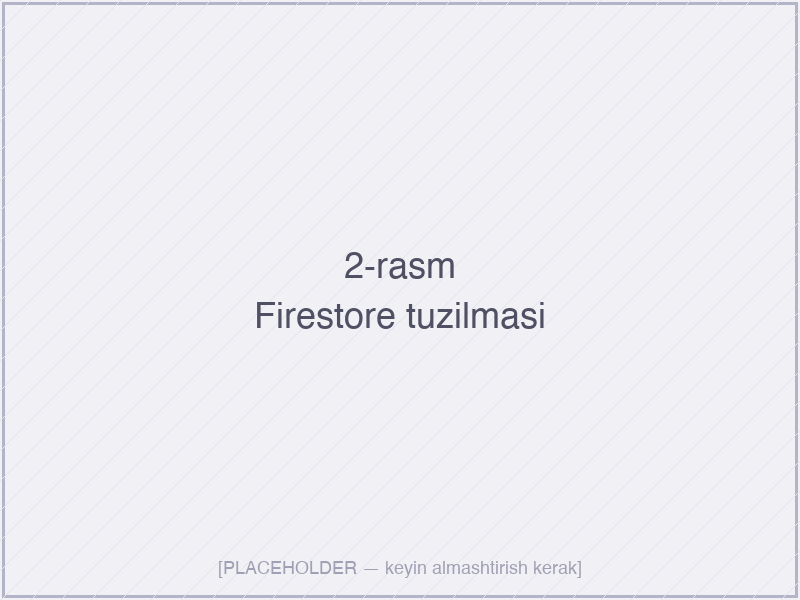 2-rasm
Firestore tuzilmasi
[PLACEHOLDER — keyin almashtirish kerak]